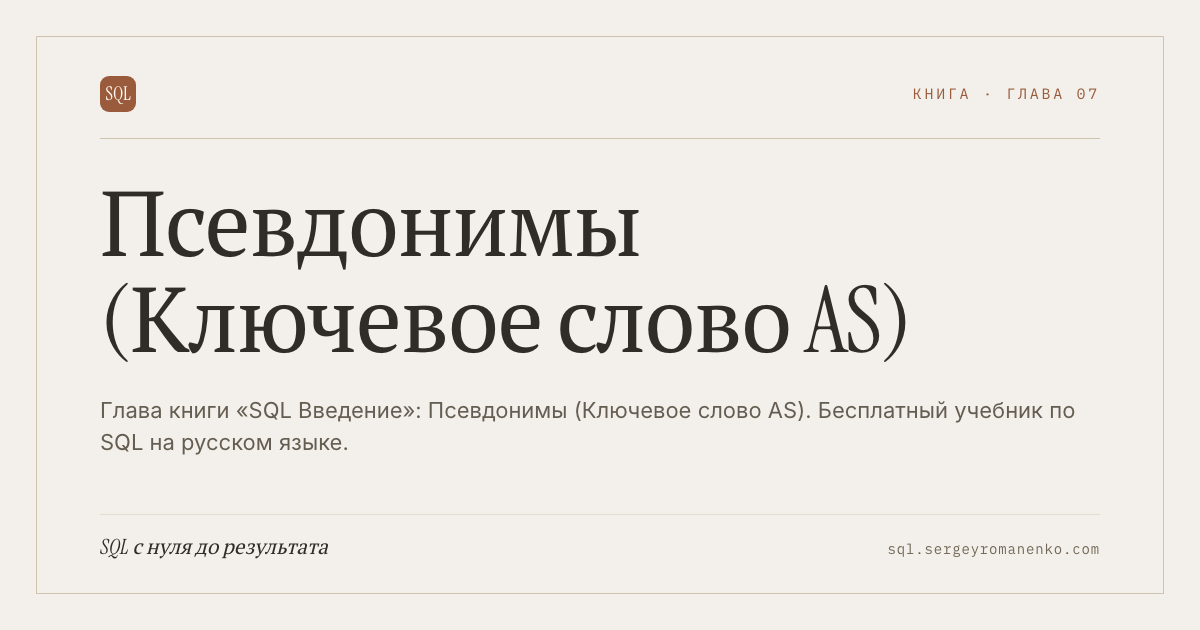 SQL
КНИГА · ГЛАВА 07
Псевдонимы
(Ключевое слово AS)
Глава книги «SQL Введение»: Псевдонимы (Ключевое слово AS). Бесплатный учебник по
SQL на русском языке.
SQL с нуля до результата
sql.sergeyromanenko.com